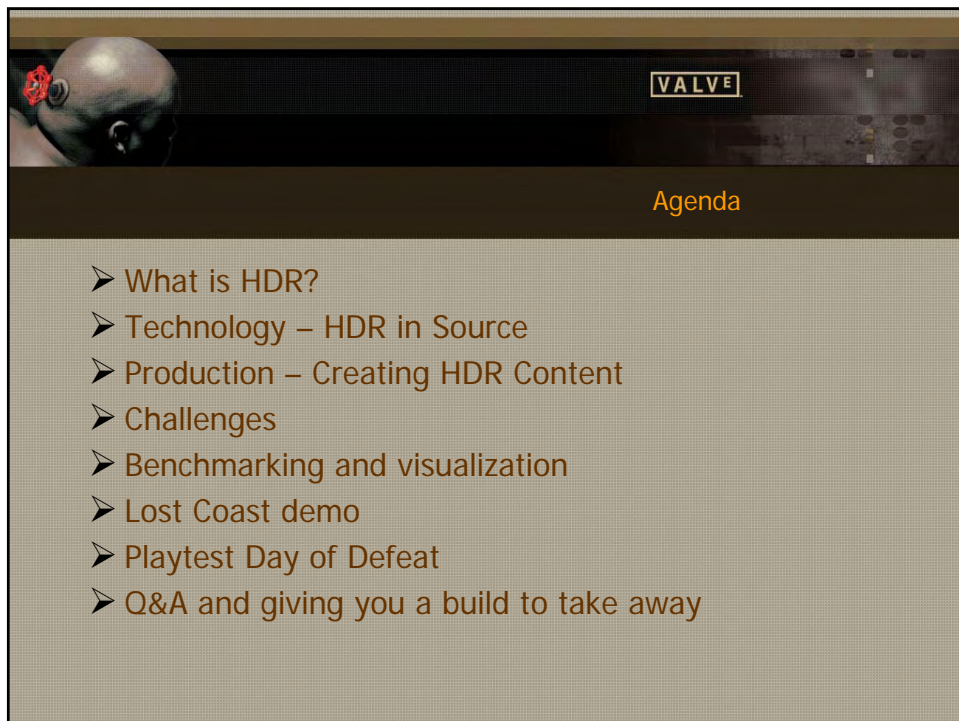 VALVE
Agenda
➢ What is HDR?
➢ Technology – HDR in Source
➢ Production – Creating HDR Content
➢ Challenges
➢ Benchmarking and visualization
➢ Lost Coast demo
➢ Playtest Day of Defeat
➢ Q&A and giving you a build to take away